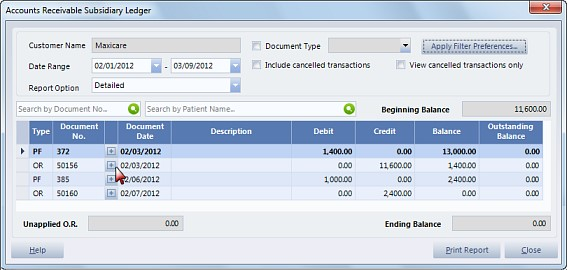 Accounts Receivable Subsidiary Ledger
Customer Name Maxicare Document Type Apply Filter Preferences...
Date Range 02/01/2012 - 03/09/2012 Include cancelled transactions View cancelled transactions only
Report Option Detailed
Search by Document No... Search by Patient Name... Beginning Balance 11,600.00
Type Document No. Document Date Description Debit Credit Balance Outstanding Balance
PF 372 02/03/2012 1,400.00 0.00 13,000.00 0.00
OR 50156 02/03/2012 0.00 11,600.00 1,400.00 0.00
PF 385 02/06/2012 1,000.00 0.00 2,400.00 0.00
OR 50160 02/07/2012 0.00 2,400.00 0.00 0.00
Unapplied O.R. 0.00 Ending Balance 0.00
Help Print Report Close